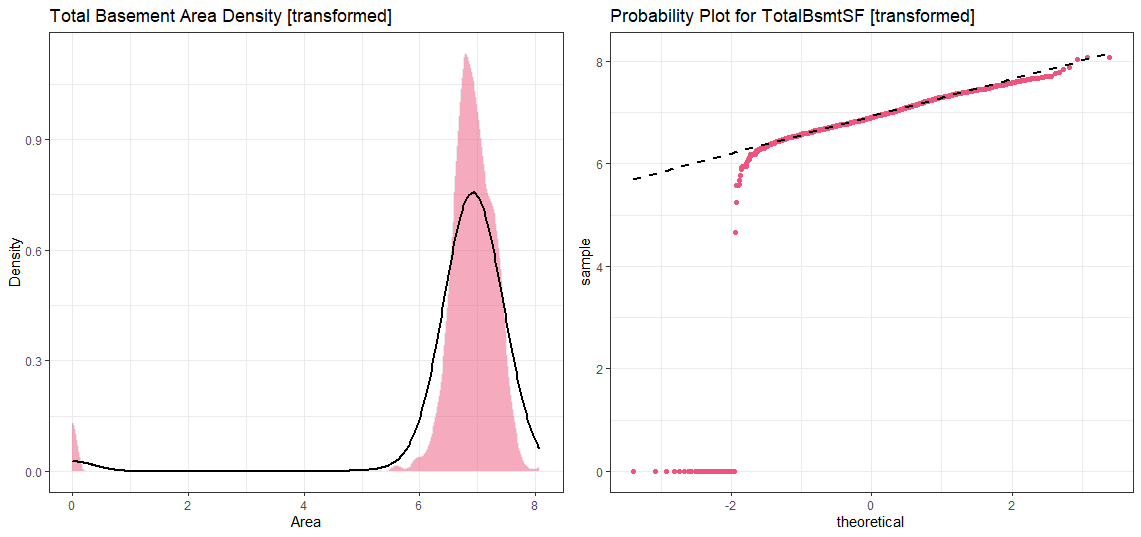 Total Basement Area Density [transformed]
Density
0.9
0.6
0.3
0.0
0
2
4
6
8
Area
Probability Plot for TotalBsmtSF [transformed]
sample
8
6
4
2
0
-2
0
2
theoretical